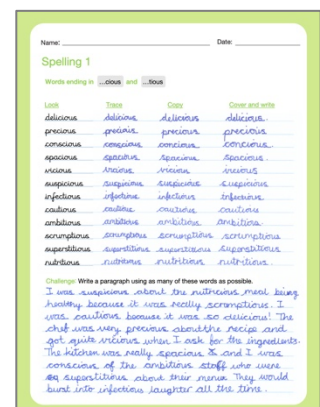 Name: Date:
Spelling 1
Words ending in ...cious and ...tious
Look Trace Copy Cover and write
delicious delicious delicious delicious.
precious precious precious precious
conscious conscious concious concious.
spacious spacious spacious spacious.
vicious vicious vicious vicious
suspicious suspicious suspicious suspicious
infectious infectious infectious infectious.
cautious cautious cautious cautiou
ambitious ambitious ambitious ambitious.
scrumptious scrumptious scrumptious scrumptious
superstitious superstitious superstitious superstitious.
nutritious nutritious nutritious nutritious.
Challenge Write a paragraph using as many of these words as possible.
I was suspicious about the nutricious meal being
healthy because it was really scramptious. I
was cautious because it was so delicious! The
chef was very precious about the recipe and
got quite vicious when I ask for the ingredients.
The kitchen was really spacious & and I was
conscious of the ambitious staff who were
superstitious about their menu. They would
burst into infectious laughter all the time.